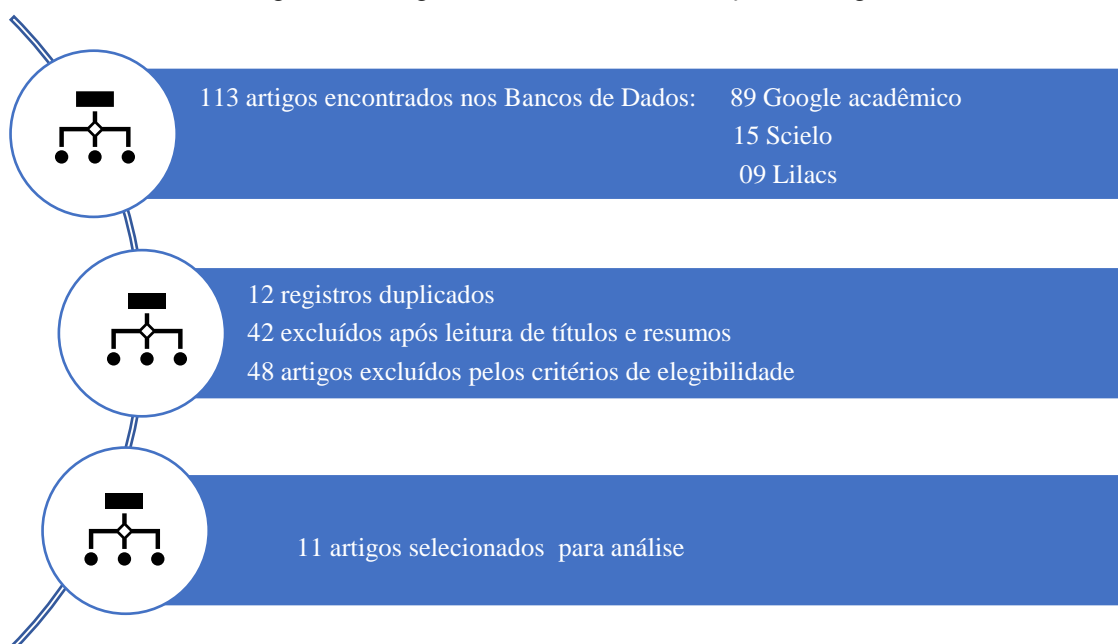 113 artigos encontrados nos Bancos de Dados: 89 Google acadêmico
15 Scielo
09 Lilacs
12 registros duplicados
42 excluídos após leitura de títulos e resumos
48 artigos excluídos pelos critérios de elegibilidade
11 artigos selecionados para análise